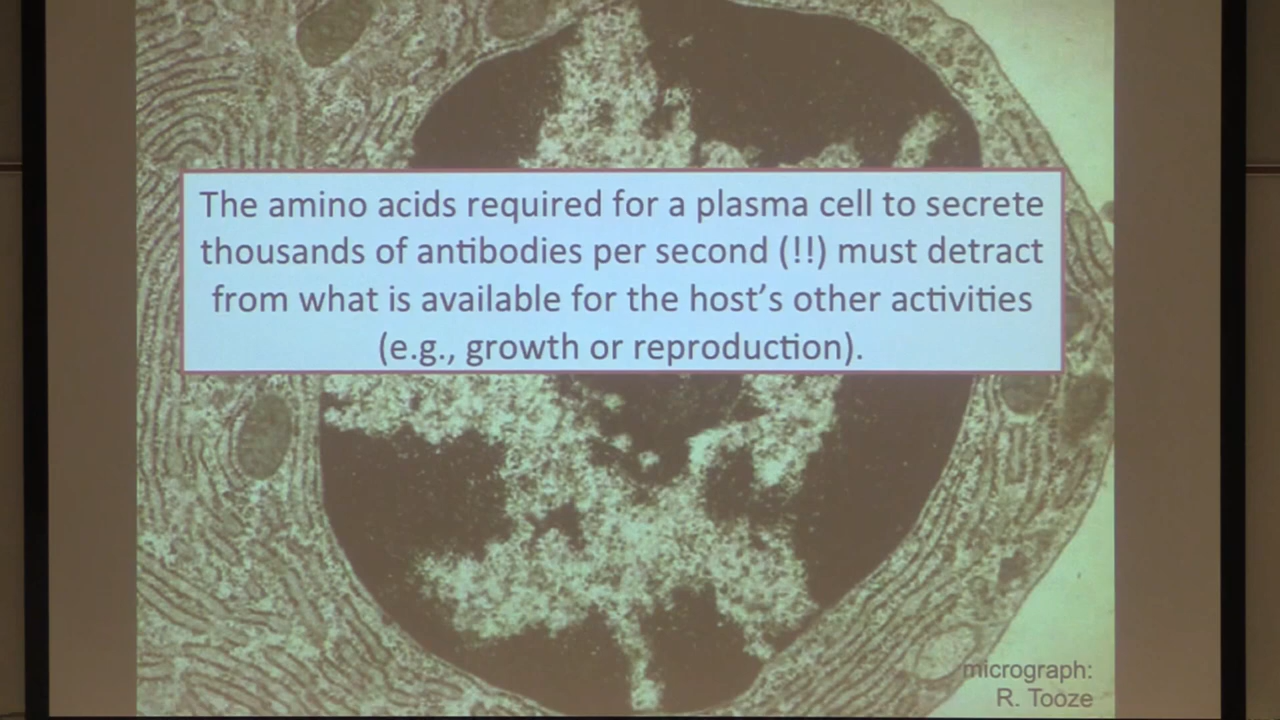 The amino acids required for a plasma cell to secrete
thousands of antibodies per second (!!) must detract
from what is available for the host’s other activities
(e.g., growth or reproduction).
micrograph:
R. Tooze